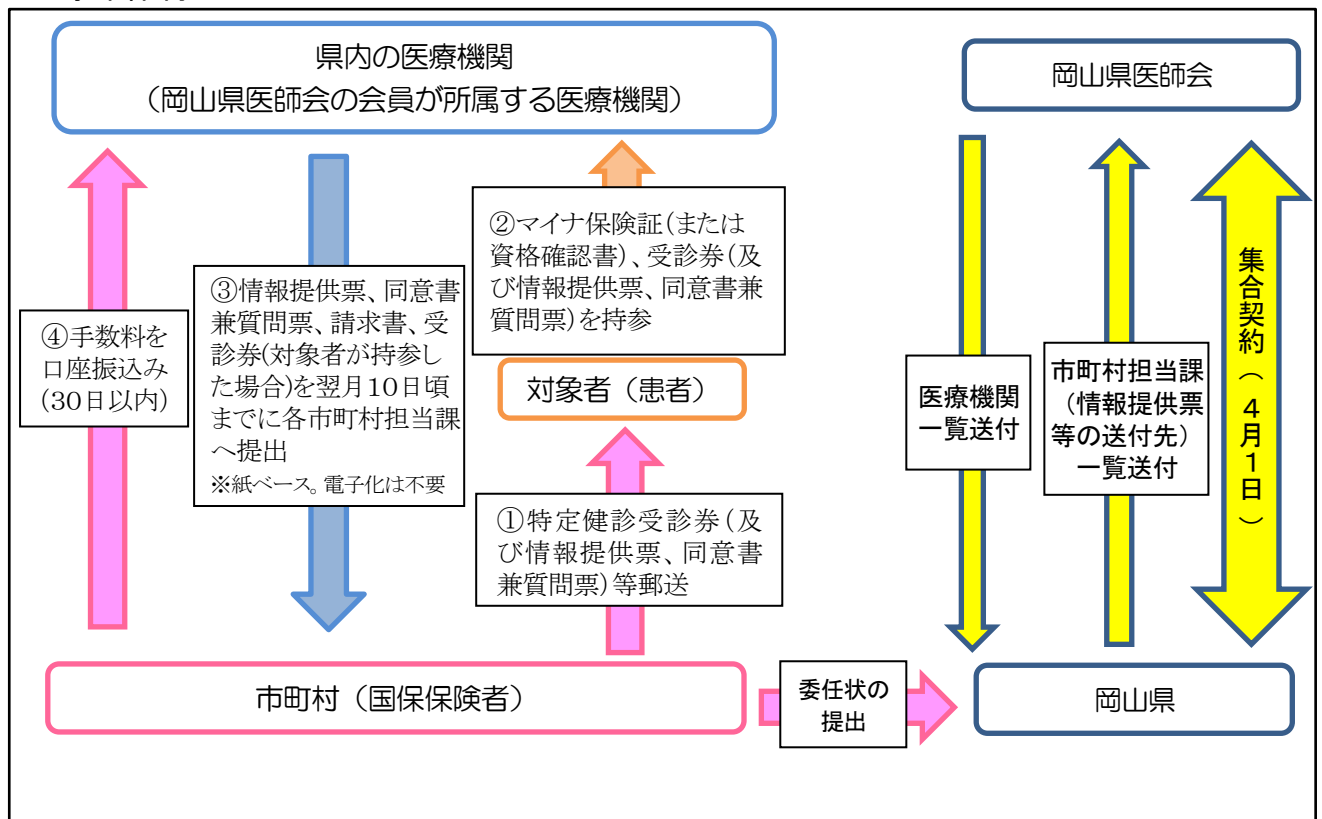 県内の医療機関
（岡山県医師会の会員が所属する医療機関）
岡山県医師会
④手数料を
口座振込み
(30日以内)
③情報提供票、同意書
兼質問票、請求書、受
診券(対象者が持参し
た場合)を翌月10日頃
までに各市町村担当課
へ提出
※紙ベース。電子化は不要
②マイナ保険証(または
資格確認書)、受診券(及
び情報提供票、同意書兼
質問票)を持参
対象者（患者）
①特定健診受診券(及
び情報提供票、同意書
兼質問票)等郵送
医療機関
一覧送付
市町村担当課
（情報提供票
等の送付先）
一覧送付
集合契約（４月１日）
市町村（国保保険者）
委任状の
提出
岡山県